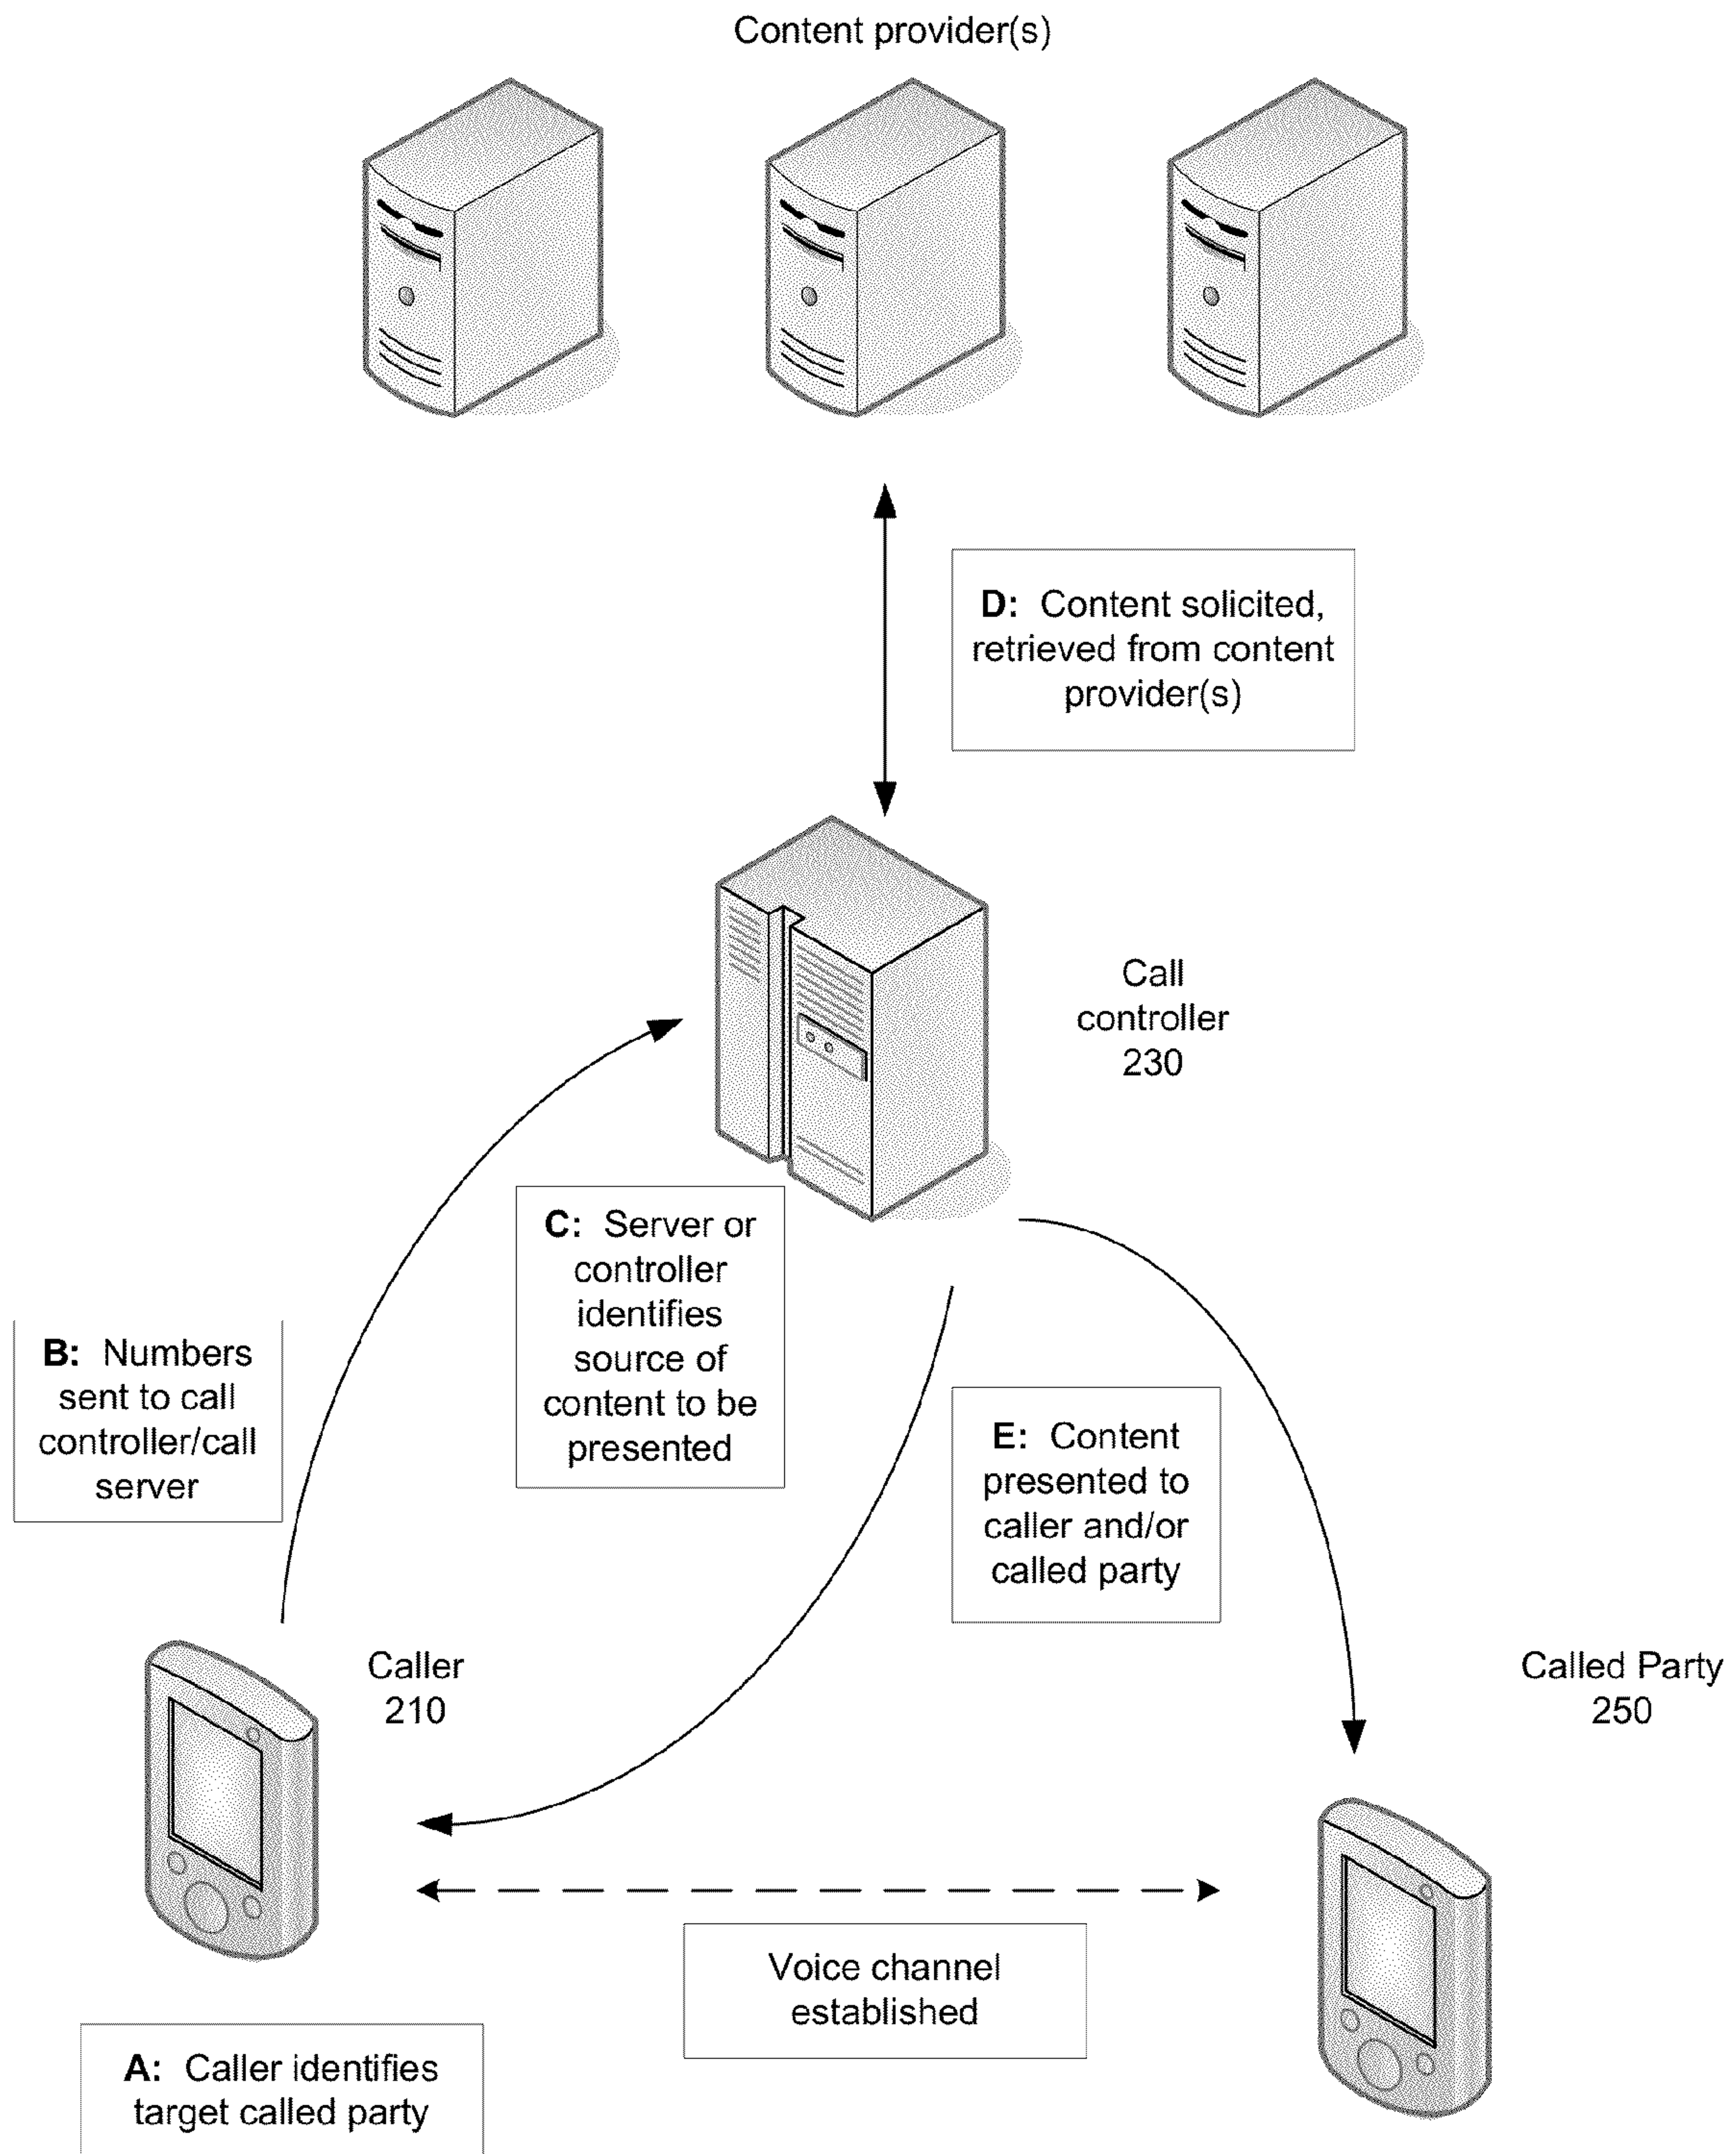 Content provider(s)
D: Content solicited,
retrieved from content
provider(s)
Call
controller
230
C: Server or
controller
identifies
source of
content to be
presented
B: Numbers
sent to call
controller/call
server
E: Content
presented to
caller and/or
called party
Caller
210
Called Party
250
Voice channel
established
A: Caller identifies
target called party